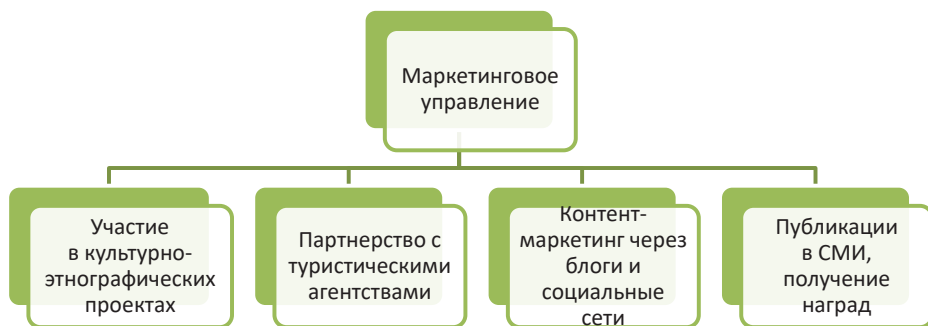 Маркетинговое
управление
Участие
в культурно-
этнографических
проектах
Партнерство с
туристическими
агентствами
Контент-
маркетинг через
блоги и
социальные
сети
Публикации
в СМИ,
получение
наград